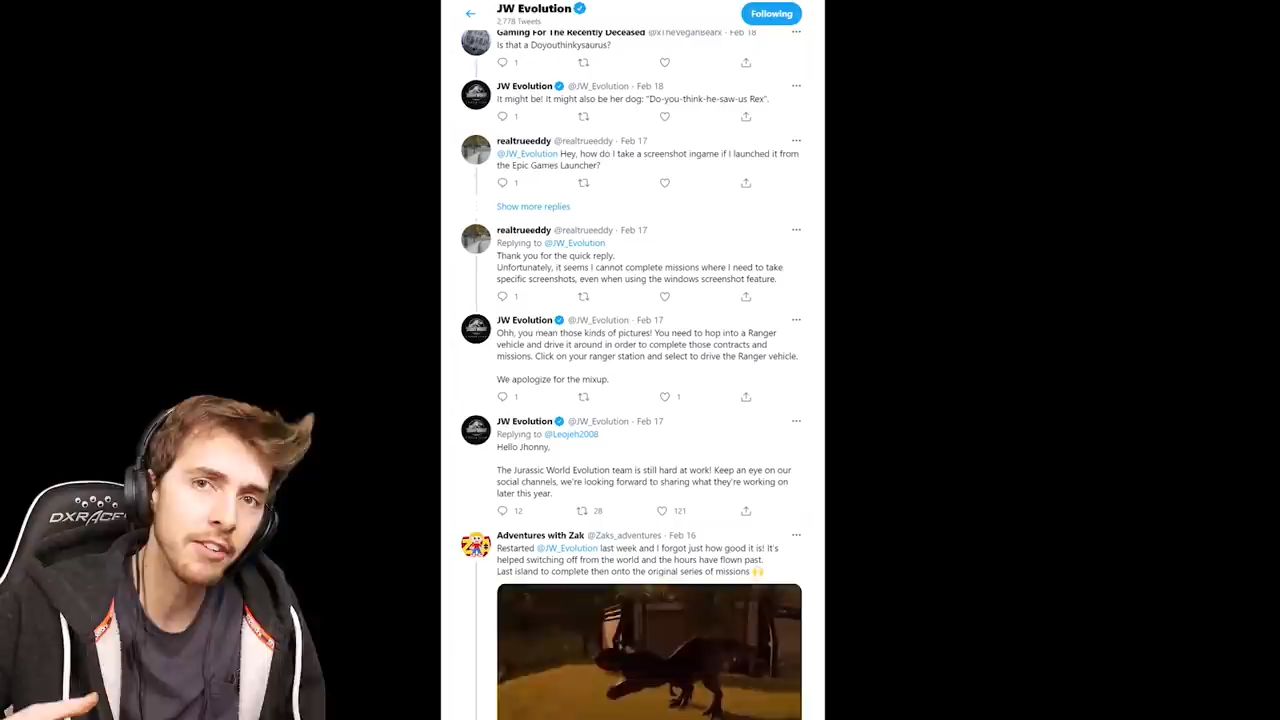 JW Evolution
2,778 Tweets
Following
Gaming For The Recently Deceased @xTheVeganBearx · Feb 18
Is that a Doyouthinkysaurus?
1
JW Evolution @JW_Evolution · Feb 18
It might be! It might also be her dog: "Do-you-think-he-saw-us Rex".
1
realtrueeddy @realtrueeddy · Feb 17
@JW_Evolution Hey, how do I take a screenshot ingame if I launched it from
the Epic Games Launcher?
1
Show more replies
realtrueeddy @realtrueeddy · Feb 17
Replying to @JW_Evolution
Thank you for the quick reply.
Unfortunately, it seems I cannot complete missions where I need to take
specific screenshots, even when using the windows screenshot feature.
1
JW Evolution @JW_Evolution · Feb 17
Ohh, you mean those kinds of pictures! You need to hop into a Ranger
vehicle and drive it around in order to complete those contracts and
missions. Click on your ranger station and select to drive the Ranger vehicle.
We apologize for the mixup.
1 1
JW Evolution @JW_Evolution · Feb 17
Replying to @Leojeh2008
Hello Jhonny,
The Jurassic World Evolution team is still hard at work! Keep an eye on our
social channels, we're looking forward to sharing what they're working on
later this year.
12 28 121
Adventures with Zak @Zaks_adventures · Feb 16
Restarted @JW_Evolution last week and I forgot just how good it is! It's
helped switching off from the world and the hours have flown past.
Last island to complete then onto the original series of missions 🙌
DXRACER